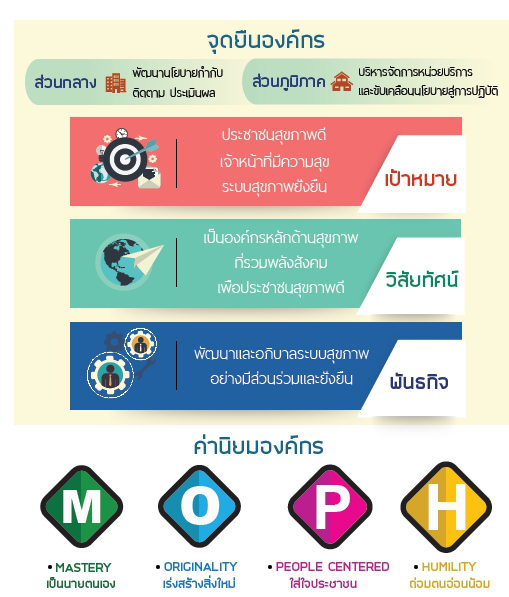 จุดยืนองค์กร
ส่วนกลาง
พัฒนานโยบายกำกับ
ติดตาม ประเมินผล
ส่วนภูมิภาค
บริหารจัดการหน่วยบริการ
และขับเคลื่อนนโยบายสู่การปฏิบัติ
ประชาชนสุขภาพดี
เจ้าหน้าที่มีความสุข
ระบบสุขภาพยั่งยืน
เป้าหมาย
เป็นองค์กรหลักด้านสุขภาพ
ที่รวมพลังสังคม
เพื่อประชาชนสุขภาพดี
วิสัยทัศน์
พัฒนาและอภิบาลระบบสุขภาพ
อย่างมีส่วนร่วมและยั่งยืน
พันธกิจ
ค่านิยมองค์กร
M O P H
• MASTERY
เป็นนายตนเอง
• ORIGINALITY
เร่งสร้างสิ่งใหม่
• PEOPLE CENTERED
ใส่ใจประชาชน
• HUMILITY
ถ่อมตนอ่อนน้อม